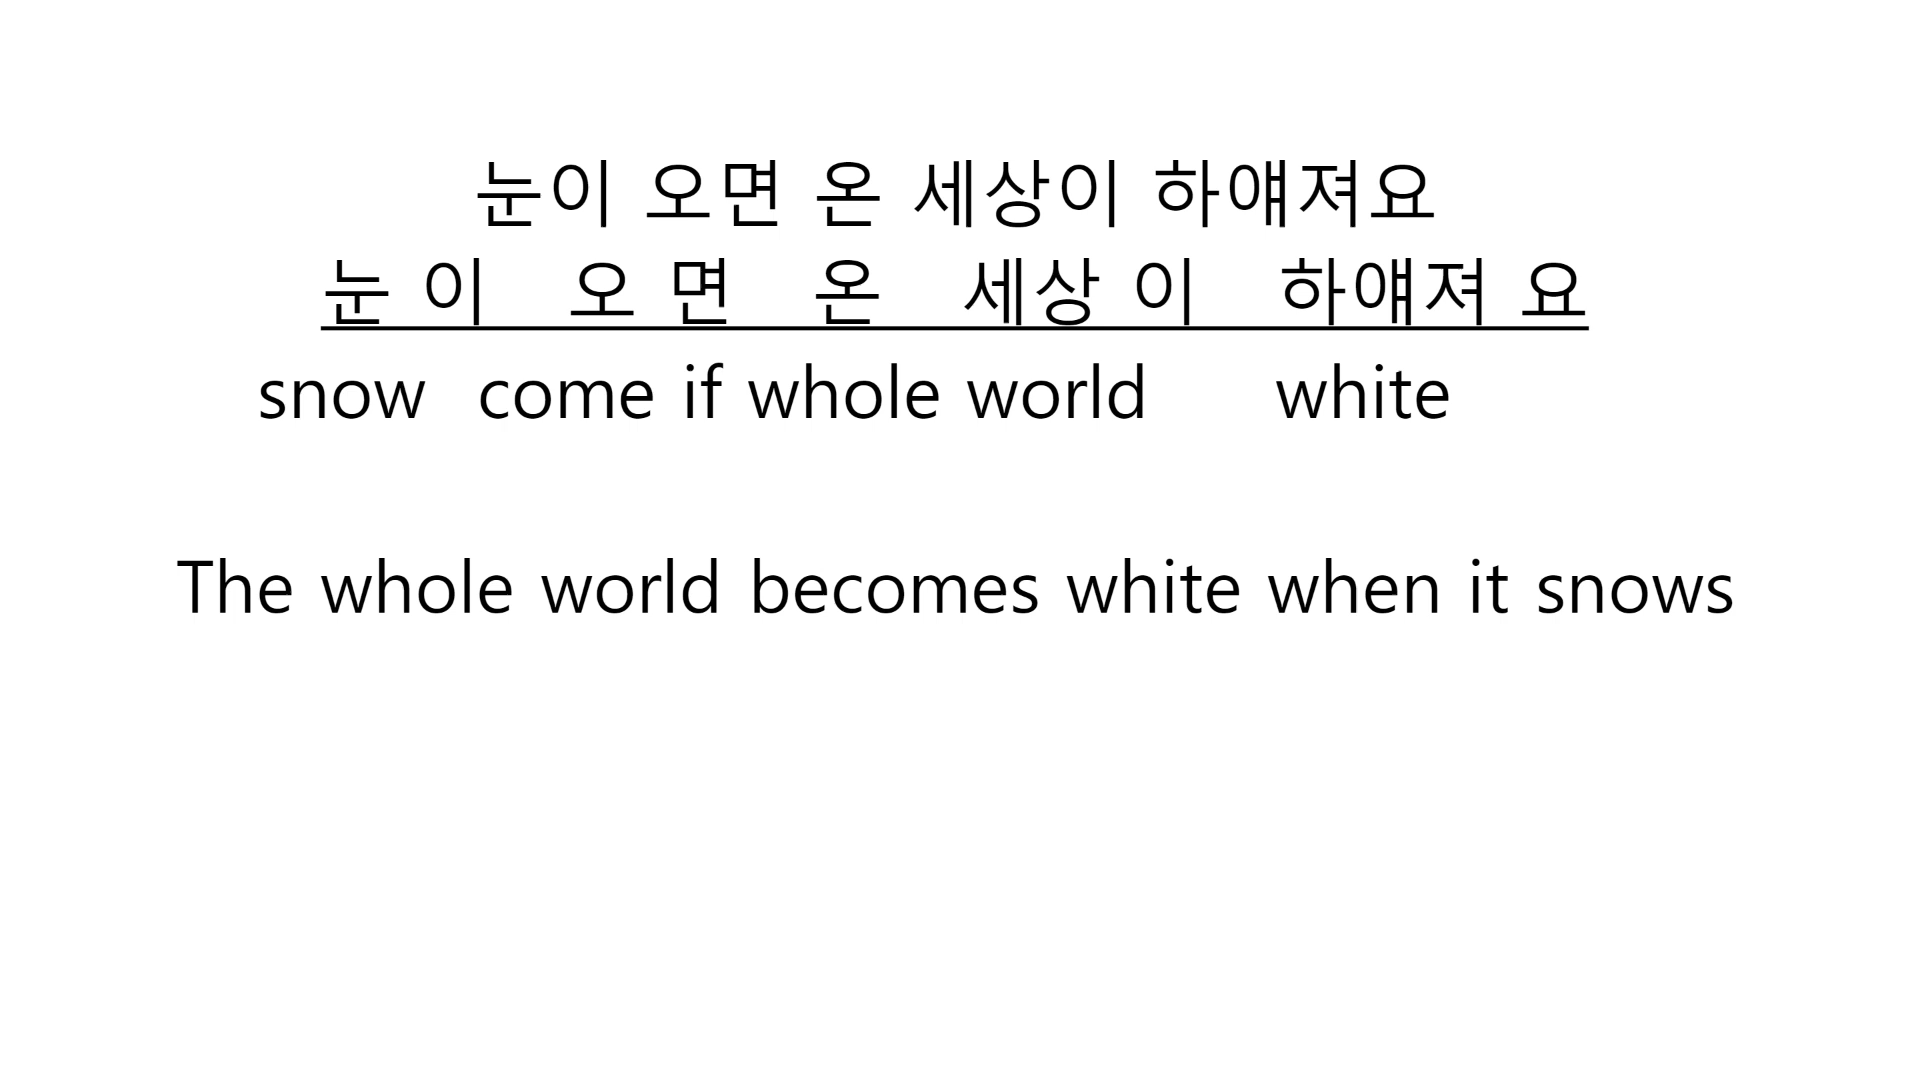 눈이 오면 온 세상이 하얘져요
눈 이 오 면 온 세상 이 하얘져 요
snow come if whole world white
The whole world becomes white when it snows